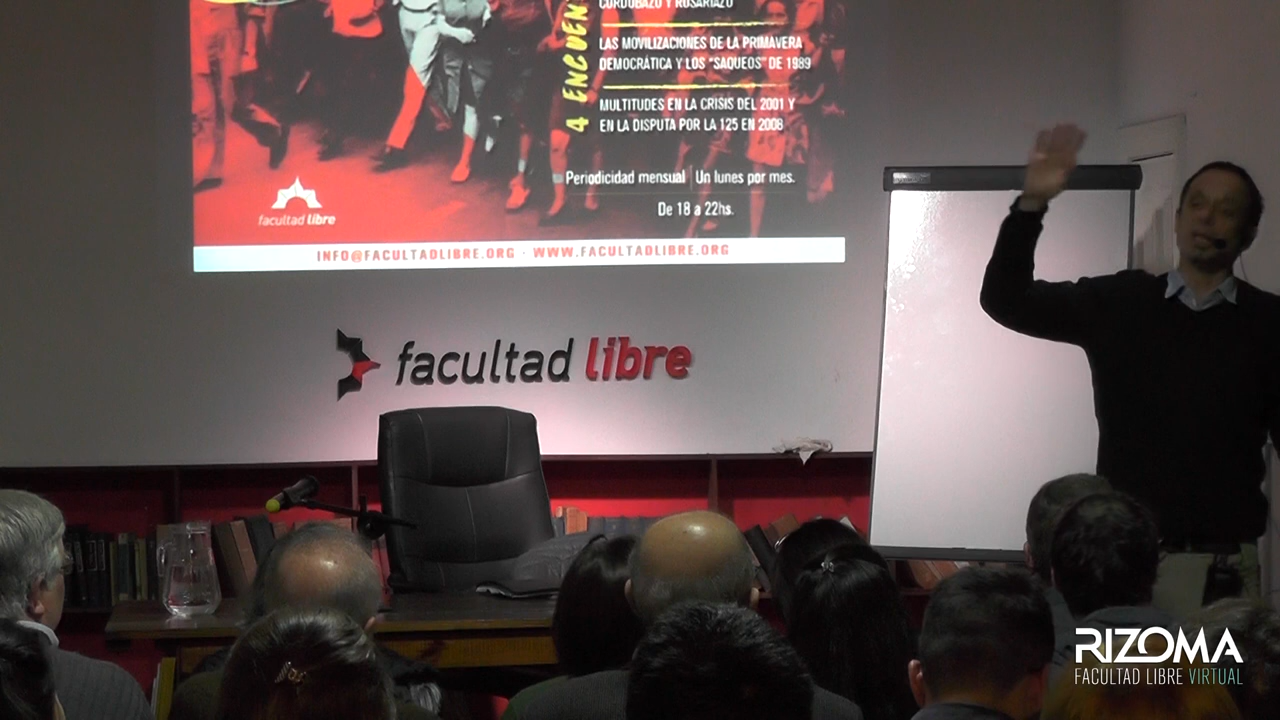 CORDOBAZO Y ROSARIAZO
LAS MOVILIZACIONES DE LA PRIMAVERA
DEMOCRÁTICA Y LOS "SAQUEOS" DE 1989
MULTITUDES EN LA CRISIS DEL 2001 Y
EN LA DISPUTA POR LA 125 EN 2008
4
Periodicidad mensual | Un lunes por mes.
De 18 a 22hs.
facultad libre
INFO@FACULTADLIBRE.ORG · WWW.FACULTADLIBRE.ORG
facultad libre
RIZOMA
FACULTAD LIBRE VIRTUAL